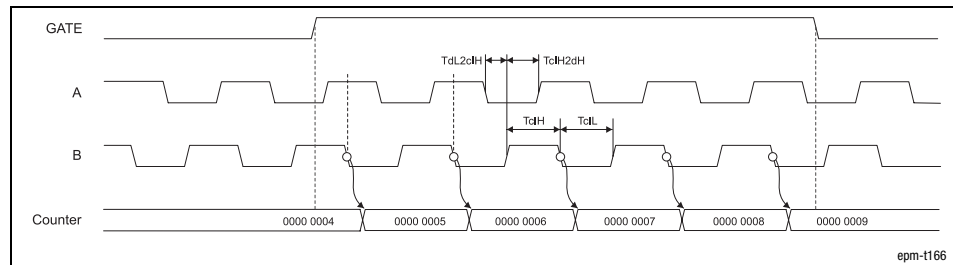 GATE
TdL2clH TclH2dH
A
TclH TclL
B
Counter 0000 0004 0000 0005 0000 0006 0000 0007 0000 0008 0000 0009
epm-t166